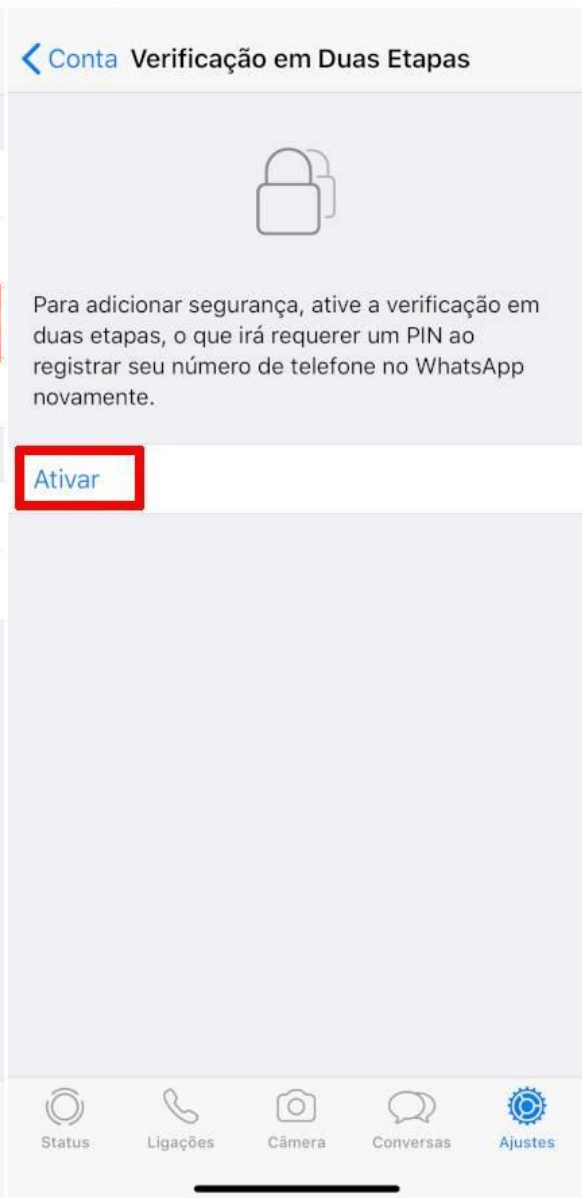 Conta Verificação em Duas Etapas
Para adicionar segurança, ative a verificação em
duas etapas, o que irá requerer um PIN ao
registrar seu número de telefone no WhatsApp
novamente.
Ativar
Status Ligações Câmera Conversas Ajustes